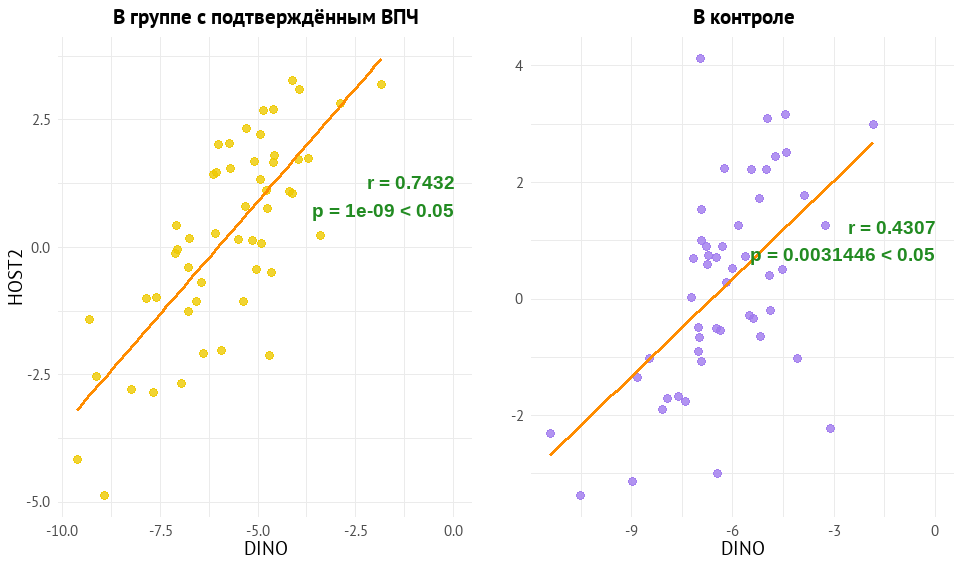 В группе с подтверждённым ВПЧ
В контроле
HOST2
2.5
0.0
-2.5
-5.0
r = 0.7432
p = 1e-09 < 0.05
-10.0 -7.5 -5.0 -2.5 0.0
DINO
4
2
0
-2
r = 0.4307
p = 0.0031446 < 0.05
-9 -6 -3 0
DINO